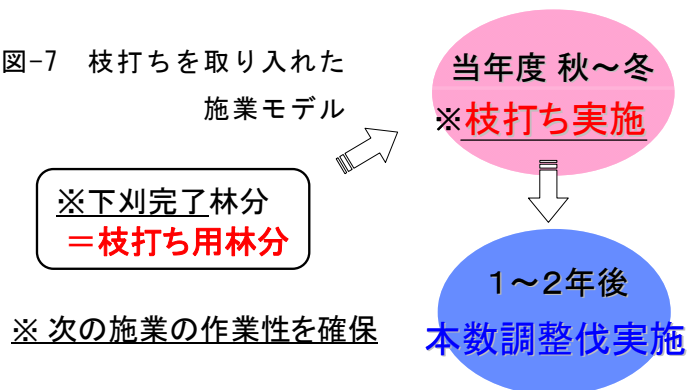 図-7 枝打ちを取り入れた
施業モデル
当年度 秋～冬
※枝打ち実施
※下刈完了林分
＝枝打ち用林分
1～2年後
本数調整伐実施
※ 次の施業の作業性を確保